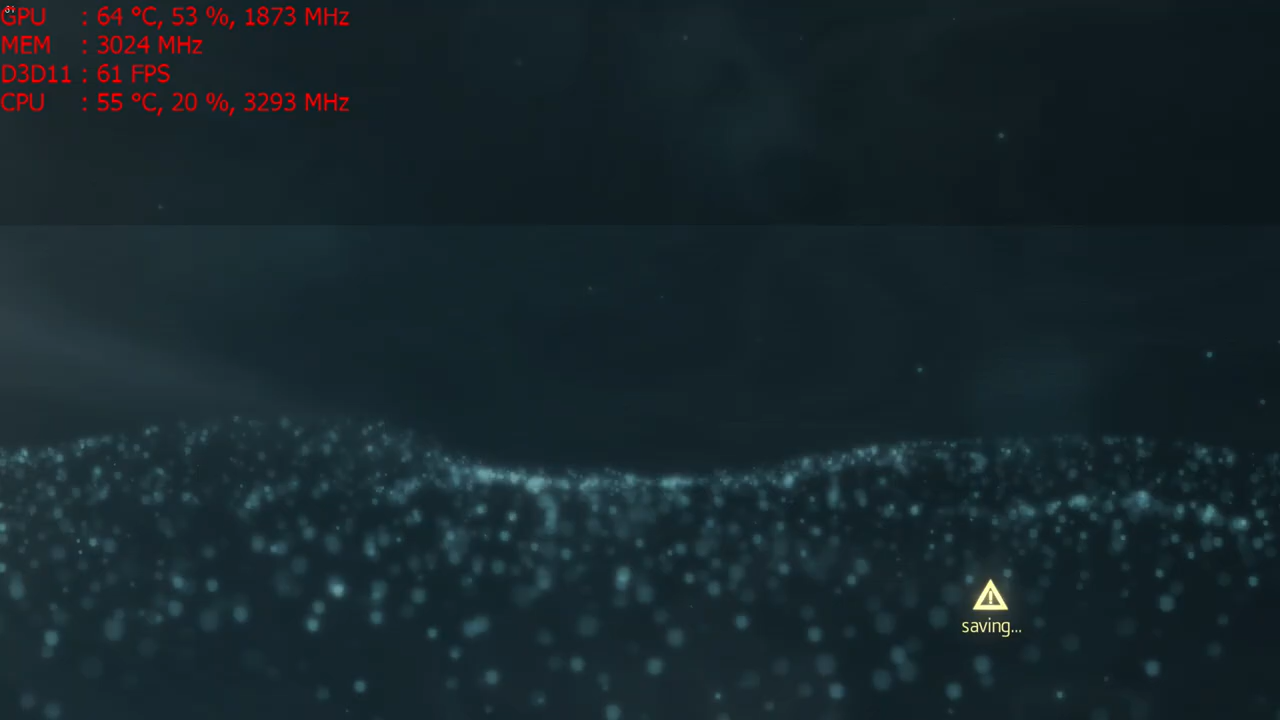 GPU : 64 °C, 53 %, 1873 MHz
MEM : 3024 MHz
D3D11 : 61 FPS
CPU : 55 °C, 20 %, 3293 MHz
saving...